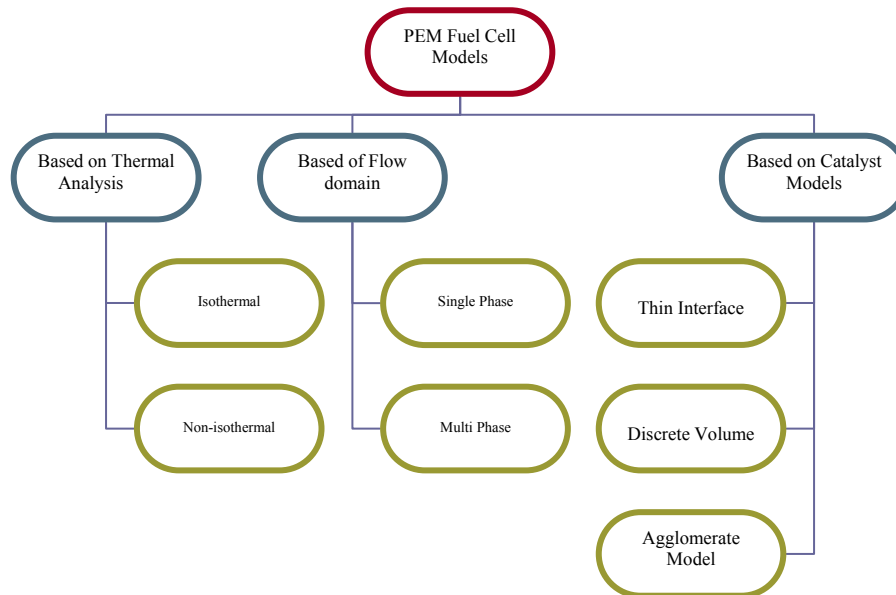 PEM Fuel Cell
Models
Based on Thermal
Analysis
Based of Flow
domain
Based on Catalyst
Models
Isothermal
Single Phase
Thin Interface
Non-isothermal
Multi Phase
Discrete Volume
Agglomerate
Model